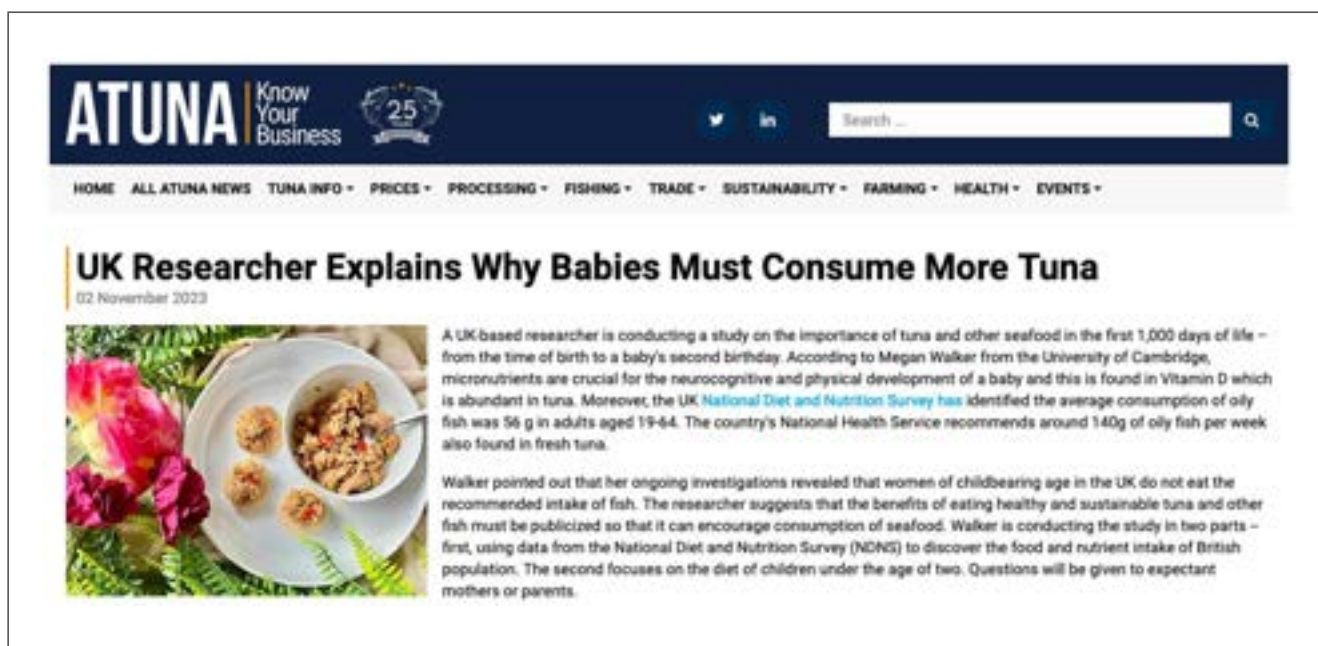 ATUNA
Know
Your
Business
25
Search ...
HOME ALL ATUNA NEWS TUNA INFO PRICES PROCESSING FISHING TRADE SUSTAINABILITY FARMING HEALTH EVENTS
UK Researcher Explains Why Babies Must Consume More Tuna
02 November 2023
A UK-based researcher is conducting a study on the importance of tuna and other seafood in the first 1,000 days of life –
from the time of birth to a baby's second birthday. According to Megan Walker from the University of Cambridge,
micronutrients are crucial for the neurocognitive and physical development of a baby and this is found in Vitamin D which
is abundant in tuna. Moreover, the UK National Diet and Nutrition Survey has identified the average consumption of oily
fish was 56 g in adults aged 19-64. The country's National Health Service recommends around 140g of oily fish per week
also found in fresh tuna.
Walker pointed out that her ongoing investigations revealed that women of childbearing age in the UK do not eat the
recommended intake of fish. The researcher suggests that the benefits of eating healthy and sustainable tuna and other
fish must be publicized so that it can encourage consumption of seafood. Walker is conducting the study in two parts –
first, using data from the National Diet and Nutrition Survey (NDNS) to discover the food and nutrient intake of British
population. The second focuses on the diet of children under the age of two. Questions will be given to expectant
mothers or parents.